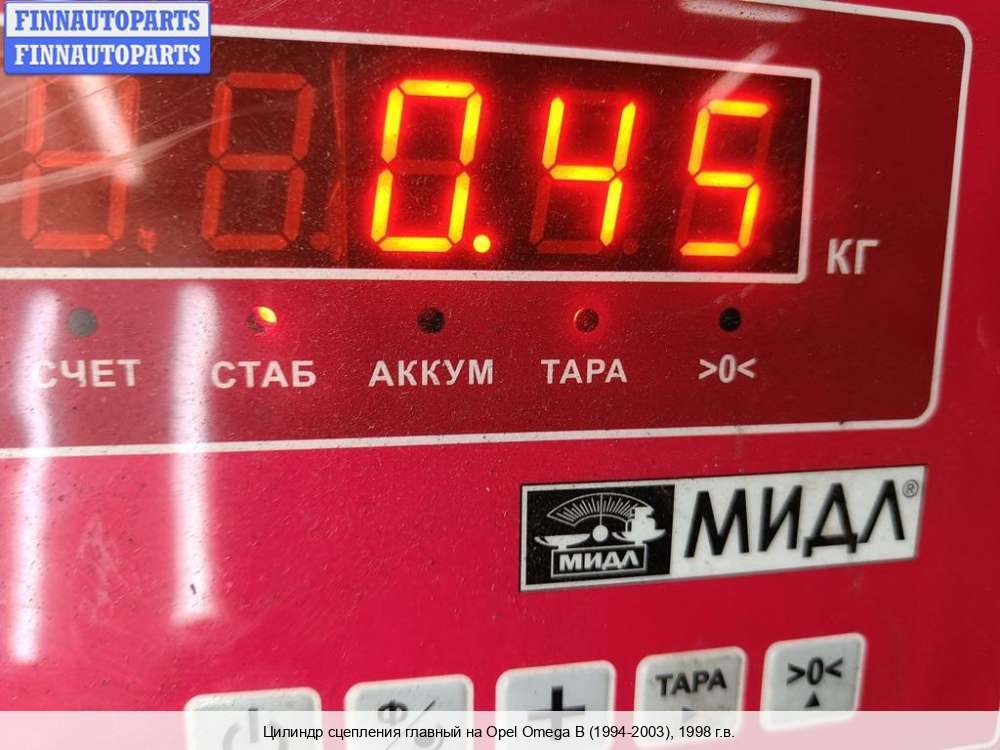 FINNAUTOPARTS
FINNAUTOPARTS
0.45
КГ
СЧЕТ СТАБ АККУМ ТАРА >0<
МИДЛ МИДЛ®
Ф/ + ТАРА >0<
Цилиндр сцепления главный на Opel Omega B (1994-2003), 1998 г.в.